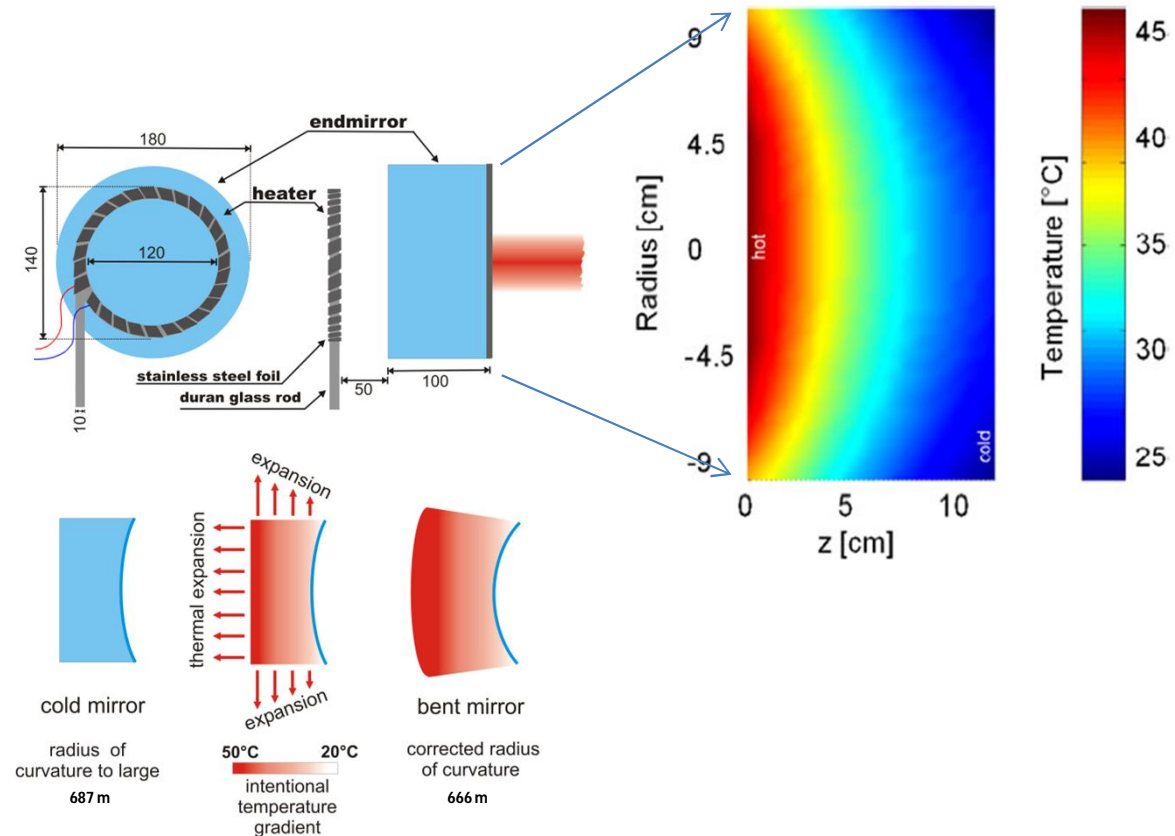 endmirror
180
heater
140
120
stainless steel foil
duran glass rod
10
50
100
Radius [cm]
9
4.5
0
-4.5
-9
hot
cold
0
5
10
z [cm]
Temperature [°C]
45
40
35
30
25
thermal expansion
expansion
expansion
cold mirror
radius of
curvature to large
687 m
50°C
20°C
intentional
temperature
gradient
bent mirror
corrected radius
of curvature
666 m